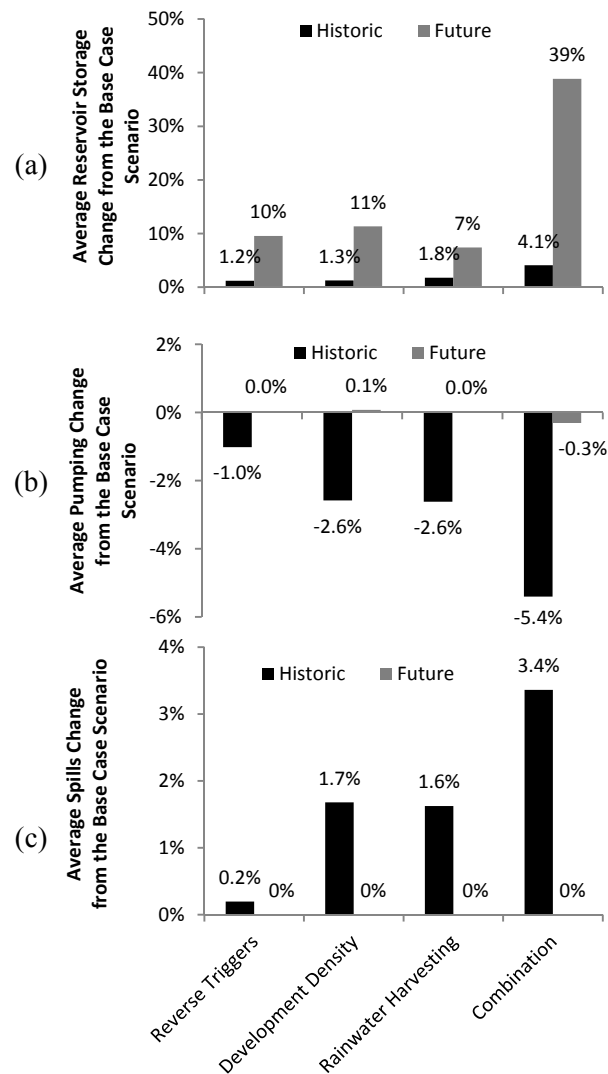 (a)
Average Reservoir Storage
Change from the Base Case
Scenario
50%
40%
30%
20%
10%
0%
Historic Future
1.2%
10%
1.3%
11%
1.8%
7%
4.1%
39%
(b)
Average Pumping Change
from the Base Case
Scenario
2%
0%
-2%
-4%
-6%
Historic Future
-1.0%
0.0%
-2.6%
0.1%
-2.6%
0.0%
-5.4%
-0.3%
(c)
Average Spills Change
from the Base Case Scenario
4%
3%
2%
1%
0%
Historic Future
0.2%
0%
1.7%
0%
1.6%
0%
3.4%
0%
Reverse Triggers
Development Density
Rainwater Harvesting
Combination